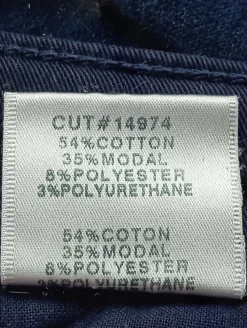 CUT#14974
54%COTTON
35%MODAL
8%POLYESTER
3%POLYURETHANE
54%COTON
35%MODAL
8%POLYESTER
3%POLYURETHANE